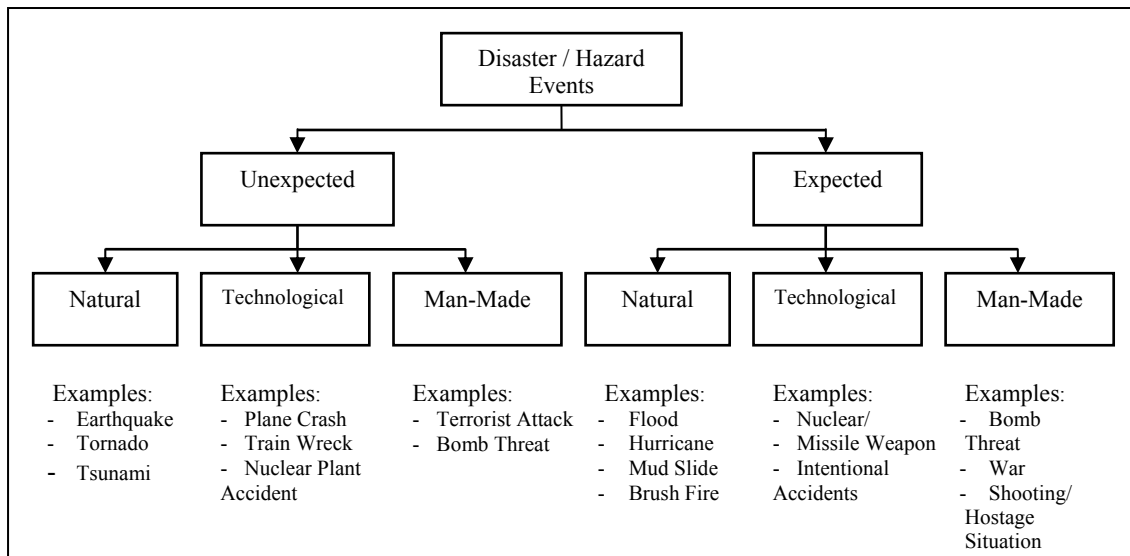 Disaster / Hazard
Events
Unexpected
Expected
Natural
Technological
Man-Made
Natural
Technological
Man-Made
Examples:
- Earthquake
- Tornado
- Tsunami
Examples:
- Plane Crash
- Train Wreck
- Nuclear Plant
Accident
Examples:
- Terrorist Attack
- Bomb Threat
Examples:
- Flood
- Hurricane
- Mud Slide
- Brush Fire
Examples:
- Nuclear/
- Missile Weapon
- Intentional
Accidents
Examples:
- Bomb
Threat
- War
- Shooting/
Hostage
Situation